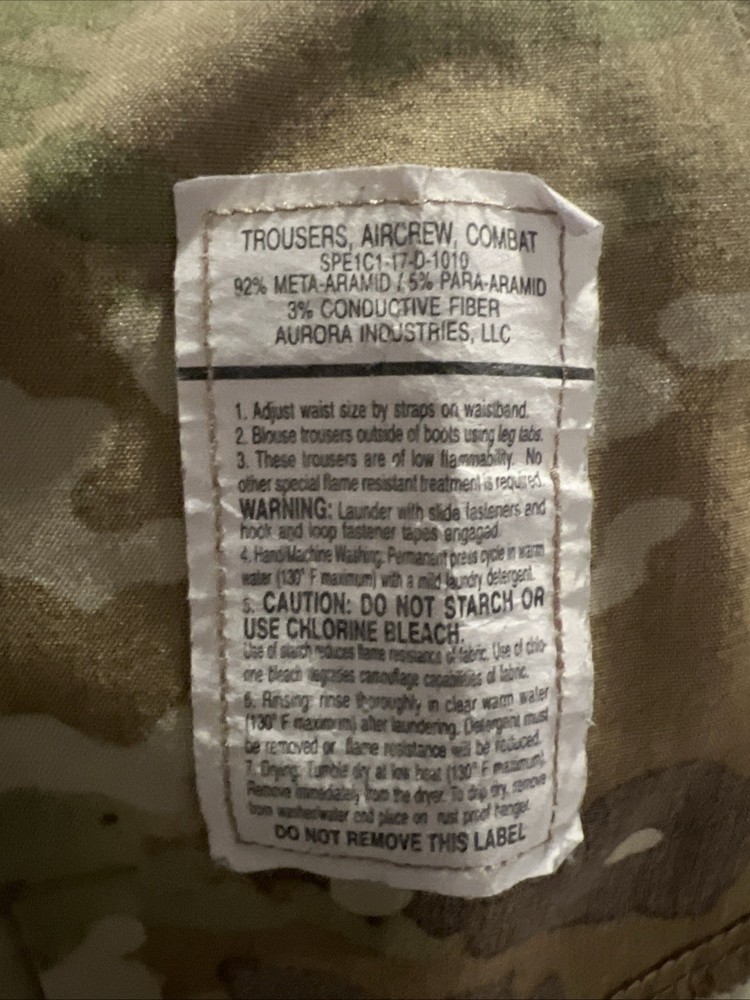 TROUSERS, AIRCREW, COMBAT
SPE1C1-17-D-1010
92% META-ARAMID / 5% PARA-ARAMID
3% CONDUCTIVE FIBER
AURORA INDUSTRIES, LLC
1. Adjust waist size by straps on waistband.
2. Blouse trousers outside of boots using leg tabs.
3. These trousers are of low flammability. No
other special flame resistant treatment is required.
WARNING: Launder with slide fasteners and
hook and loop fastener tapes engaged.
4. Hand/Machine Washing. Permanent press cycle in warm
water (130° F maximum) with a mild laundry detergent.
5. CAUTION: DO NOT STARCH OR
USE CHLORINE BLEACH.
Use of starch reduces flame resistance of fabric. Use of chlo-
rine bleach degrades camouflage capabilities of fabric.
6. Rinsing: rinse thoroughly in clear warm water
(130° F maximum) after laundering. Detergent must
be removed or flame resistance will be reduced.
7. Drying: Tumble dry at low heat (130° F maximum).
Remove immediately from the dryer. To drip dry, remove
from washer/water and place on rust proof hanger.
DO NOT REMOVE THIS LABEL